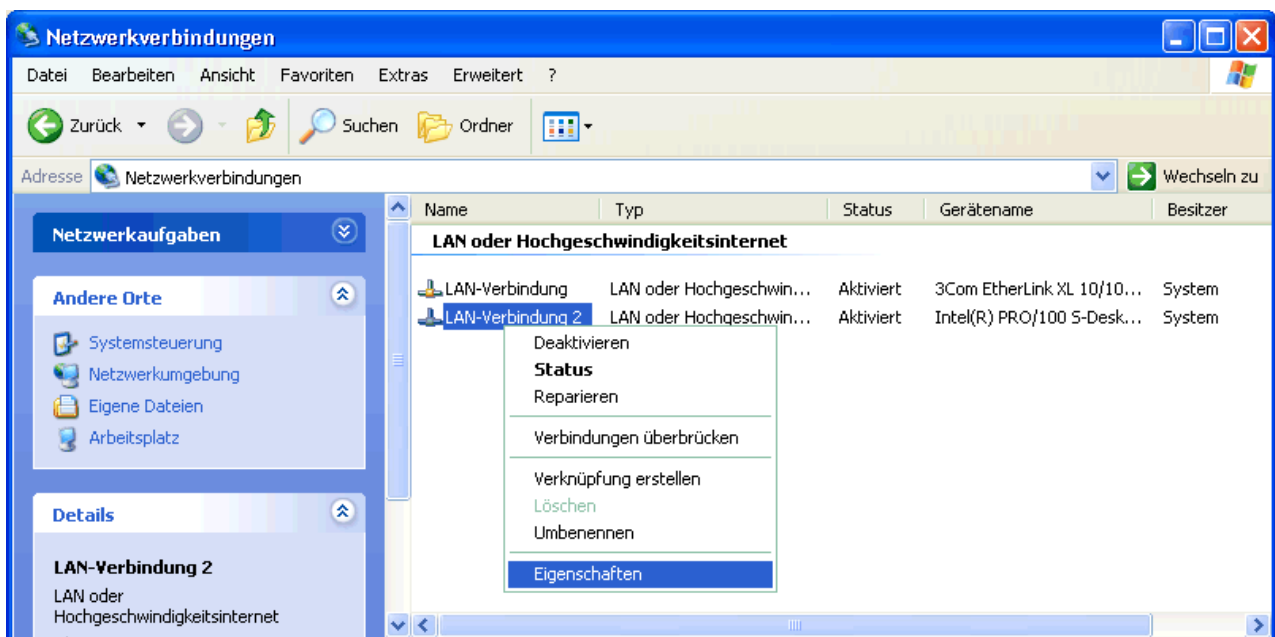 Netzwerkverbindungen
Datei Bearbeiten Ansicht Favoriten Extras Erweitert ?
Zurück Suchen Ordner
Adresse Netzwerkverbindungen Wechseln zu
Netzwerkaufgaben
Andere Orte
Systemsteuerung
Netzwerkumgebung
Eigene Dateien
Arbeitsplatz
Details
LAN-Verbindung 2
LAN oder
Hochgeschwindigkeitsinternet
Name Typ Status Gerätename Besitzer
LAN oder Hochgeschwindigkeitsinternet
LAN-Verbindung LAN oder Hochgeschwin... Aktiviert 3Com EtherLink XL 10/10... System
LAN-Verbindung 2 LAN oder Hochgeschwin... Aktiviert Intel(R) PRO/100 S-Desk... System
Deaktivieren
Status
Reparieren
Verbindungen überbrücken
Verknüpfung erstellen
Löschen
Umbenennen
Eigenschaften